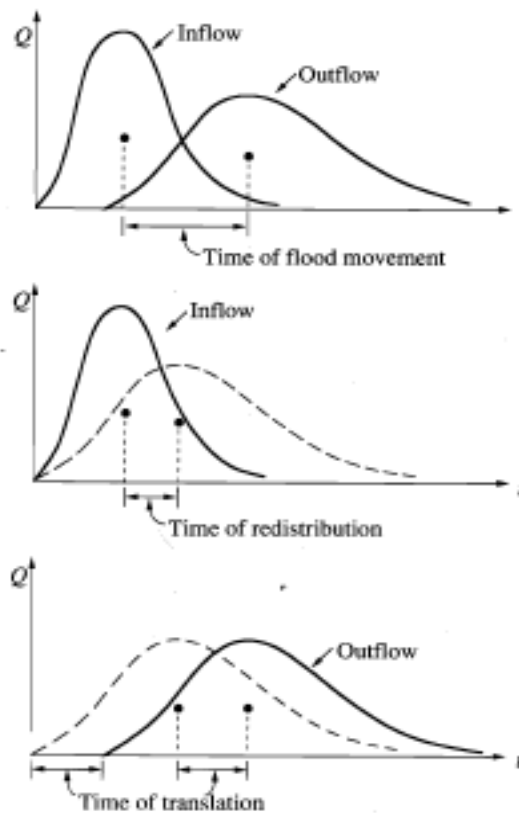 Q
Inflow
Outflow
Time of flood movement
Q
Inflow
Time of redistribution
Q
Outflow
Time of translation